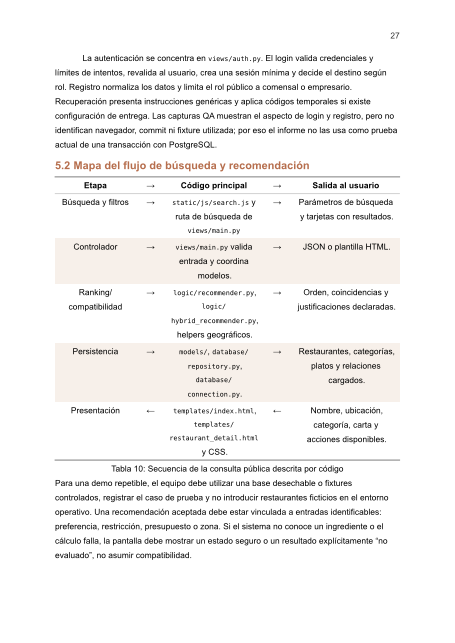 27
La autenticación se concentra en views/auth.py. El login valida credenciales y
límites de intentos, revalida al usuario, crea una sesión mínima y decide el destino según
rol. Registro normaliza los datos y limita el rol público a comensal o empresario.
Recuperación presenta instrucciones genéricas y aplica códigos temporales si existe
configuración de entrega. Las capturas QA muestran el aspecto de login y registro, pero no
identifican navegador, commit ni fixture utilizada; por eso el informe no las usa como prueba
actual de una transacción con PostgreSQL.
5.2 Mapa del flujo de búsqueda y recomendación
Etapa → Código principal → Salida al usuario
Búsqueda y filtros → static/js/search.js y → Parámetros de búsqueda
ruta de búsqueda de y tarjetas con resultados.
views/main.py
Controlador → views/main.py valida → JSON o plantilla HTML.
entrada y coordina
modelos.
Ranking/ → logic/recommender.py, → Orden, coincidencias y
compatibilidad logic/ justificaciones declaradas.
hybrid_recommender.py,
helpers geográficos.
Persistencia → models/, database/ → Restaurantes, categorías,
repository.py, platos y relaciones
database/ cargados.
connection.py.
Presentación ← templates/index.html, ← Nombre, ubicación,
templates/ categoría, carta y
restaurant_detail.html acciones disponibles.
y CSS.
Tabla 10: Secuencia de la consulta pública descrita por código
Para una demo repetible, el equipo debe utilizar una base desechable o fixtures
controlados, registrar el caso de prueba y no introducir restaurantes ficticios en el entorno
operativo. Una recomendación aceptada debe estar vinculada a entradas identificables:
preferencia, restricción, presupuesto o zona. Si el sistema no conoce un ingrediente o el
cálculo falla, la pantalla debe mostrar un estado seguro o un resultado explícitamente “no
evaluado”, no asumir compatibilidad.